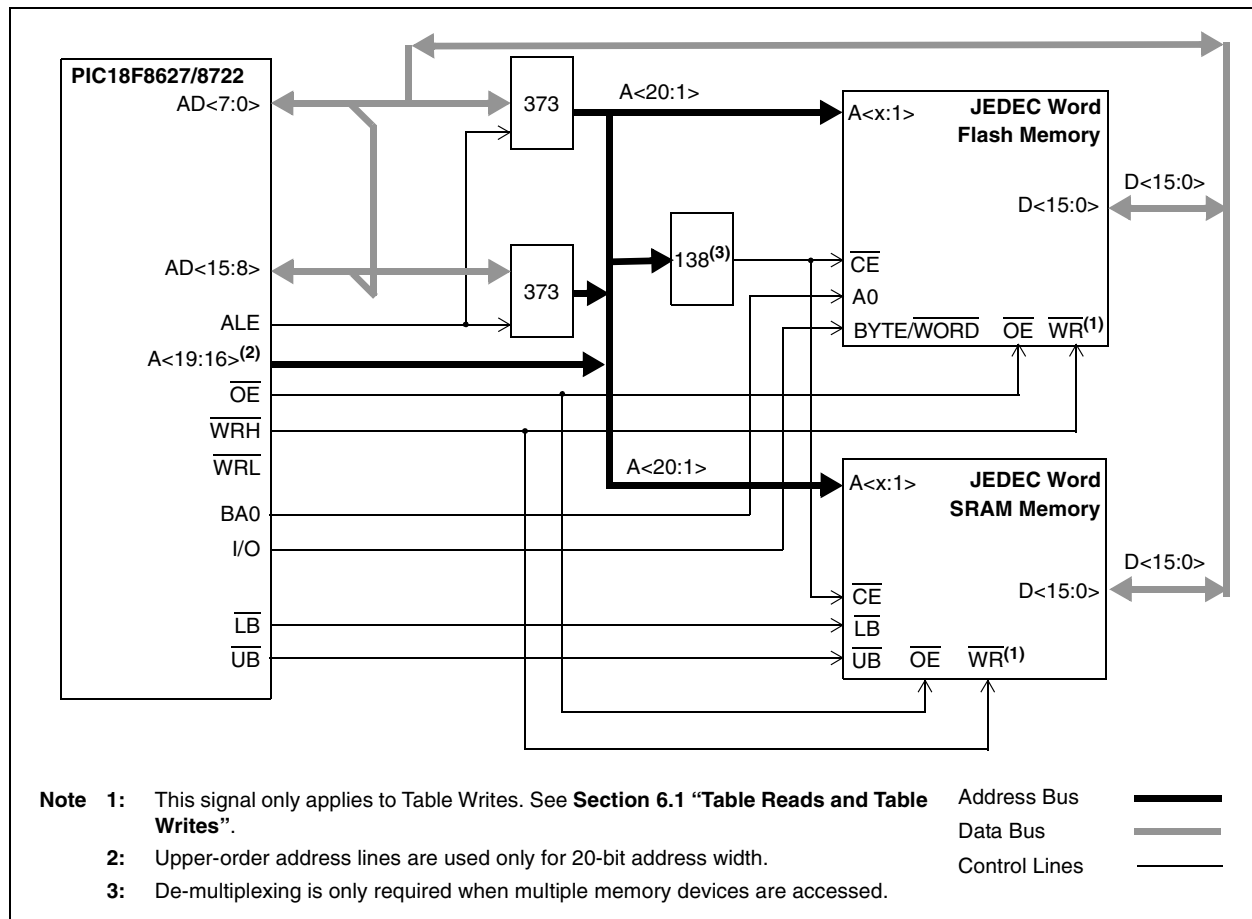 PIC18F8627/8722
AD<7:0>
AD<15:8>
ALE
A<19:16>(2)
OE
WRH
WRL
BA0
I/O
LB
UB
373
373
A<20:1>
138(3)
A<20:1>
JEDEC Word
Flash Memory
A<x:1>
D<15:0>
CE
A0
BYTE/WORD OE WR(1)
D<15:0>
JEDEC Word
SRAM Memory
A<x:1>
D<15:0>
CE
LB
UB OE WR(1)
D<15:0>
Note 1: This signal only applies to Table Writes. See Section 6.1 “Table Reads and Table
Writes”.
2: Upper-order address lines are used only for 20-bit address width.
3: De-multiplexing is only required when multiple memory devices are accessed.
Address Bus
Data Bus
Control Lines